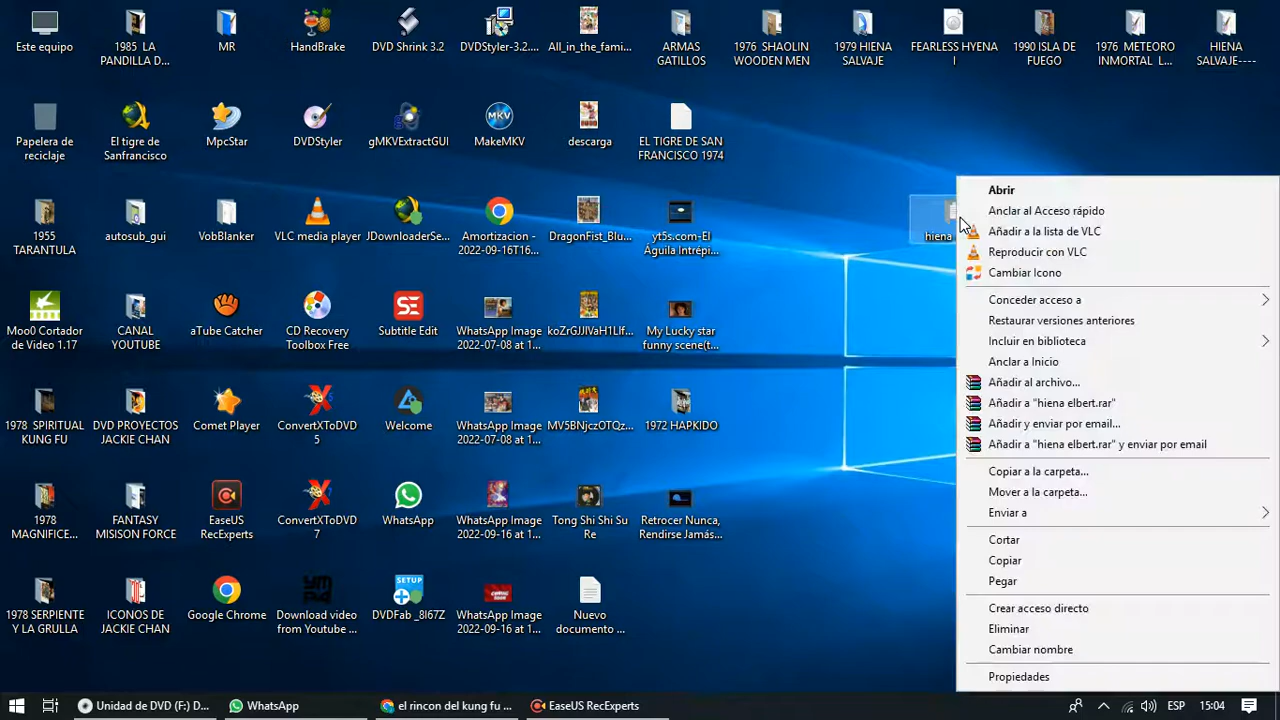 Este equipo
1985  LA
PANDILLA D...
MR
HandBrake
DVD Shrink 3.2
DVDStyler-3.2....
All_in_the_fami...
ARMAS
GATILLOS
1976  SHAOLIN
WOODEN MEN
1979 HIENA
SALVAJE
FEARLESS HYENA
I
1990 ISLA DE
FUEGO
1976  METEORO
INMORTAL  L...
HIENA
SALVAJE----
Papelera de
reciclaje
El tigre de
Sanfrancisco
MpcStar
DVDStyler
gMKVExtractGUI
MKV
MakeMKV
descarga
EL TIGRE DE SAN
FRANCISCO 1974
1955
TARANTULA
autosub_gui
VobBlanker
VLC media player
JDownloaderSe...
Amortizacion -
2022-09-16T16...
DragonFist_Blu...
yt5s.com-El
Águila Intrépi...
hiena
Moo0 Cortador
de Video 1.17
CANAL
YOUTUBE
aTube Catcher
CD Recovery
Toolbox Free
SE
Subtitle Edit
WhatsApp Image
2022-07-08 at 1...
koZrGJJlVaH1LIf...
My Lucky star
funny scene(t...
1978  SPIRITUAL
KUNG FU
DVD PROYECTOS
JACKIE CHAN
Comet Player
ConvertXToDVD
5
Welcome
WhatsApp Image
2022-07-08 at 1...
MV5BNjczOTQz...
1972 HAPKIDO
1978
MAGNIFICE...
FANTASY
MISISON FORCE
EaseUS
RecExperts
ConvertXToDVD
7
WhatsApp
WhatsApp Image
2022-09-16 at 1...
Tong Shi Shi Su
Re
Retrocer Nunca,
Rendirse Jamás...
1978 SERPIENTE
Y LA GRULLA
ICONOS DE
JACKIE CHAN
Google Chrome
Download video
from Youtube ...
SETUP
DVDFab _8l67Z
WhatsApp Image
2022-09-16 at 1...
Nuevo
documento ...
Abrir
Anclar al Acceso rápido
Añadir a la lista de VLC
Reproducir con VLC
Cambiar Icono
Conceder acceso a
Restaurar versiones anteriores
Incluir en biblioteca
Anclar a Inicio
Añadir al archivo...
Añadir a "hiena elbert.rar"
Añadir y enviar por email...
Añadir a "hiena elbert.rar" y enviar por email
Copiar a la carpeta...
Mover a la carpeta...
Enviar a
Cortar
Copiar
Pegar
Crear acceso directo
Eliminar
Cambiar nombre
Propiedades
Unidad de DVD (F:) D...
WhatsApp
el rincon del kung fu ...
EaseUS RecExperts
ESP
15:04